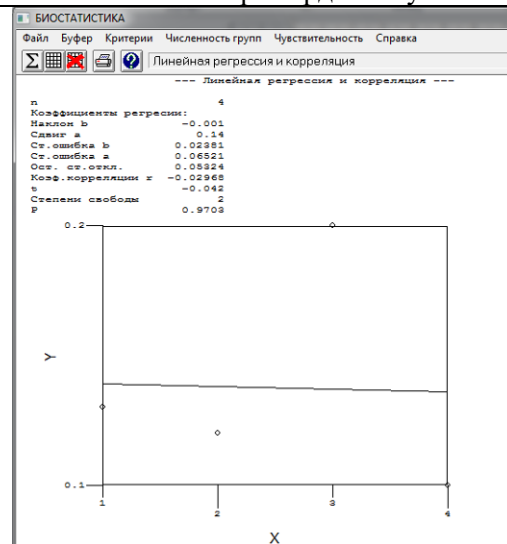 БИОСТАТИСТИКА
Файл Буфер Критерии Численность групп Чувствительность Справка
Линейная регрессия и корреляция
--- Линейная регрессия и корреляция ---
n 4
Коэффициенты регресии:
Наклон b -0.001
Сдвиг a 0.14
Ст.ошибка b 0.02381
Ст.ошибка a 0.06521
Ост. ст.откл. 0.05324
Коэф.корреляции r -0.02968
t -0.042
Степени свободы 2
P 0.9703
0.2
Y
0.1
1 2 3 4
X